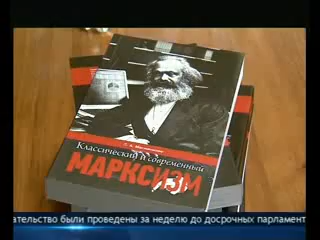 Классический и современный
МАРКСИЗМ
ательство были проведены за неделю до досрочных парламент